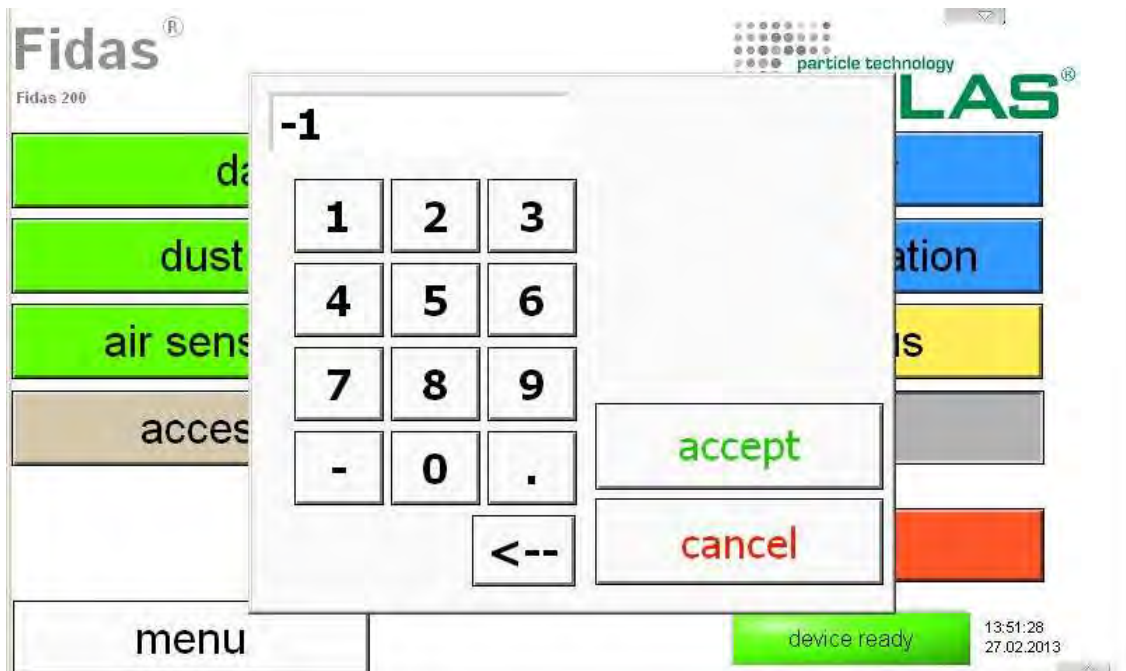 Fidas®
Fidas 200
particle technology
LAS®
-1
da
dust
air sens
acces
1 2 3
4 5 6
7 8 9
- 0 .
<--
accept
cancel
ation
us
menu
device ready
13:51:28
27.02.2013